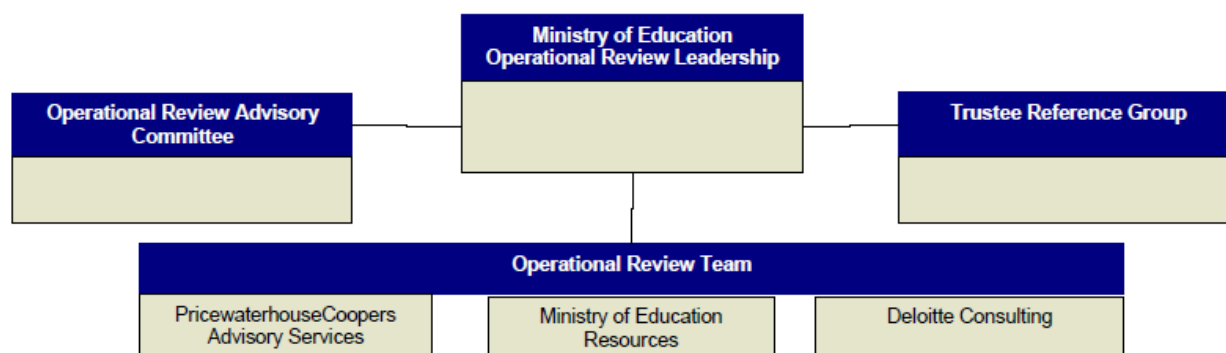 Ministry of Education
Operational Review Leadership
Operational Review Advisory
Committee
Trustee Reference Group
Operational Review Team
PricewaterhouseCoopers
Advisory Services
Ministry of Education
Resources
Deloitte Consulting